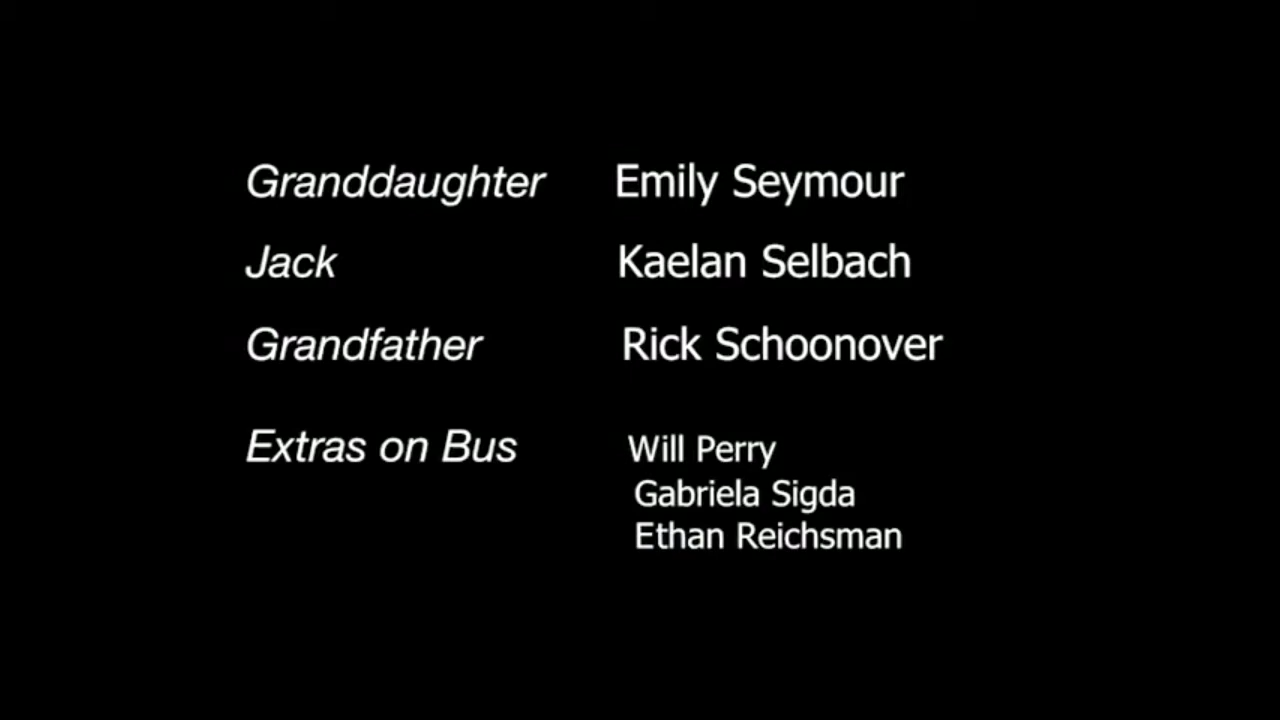 Granddaughter Emily Seymour
Jack Kaelan Selbach
Grandfather Rick Schoonover
Extras on Bus Will Perry
Gabriela Sigda
Ethan Reichsman